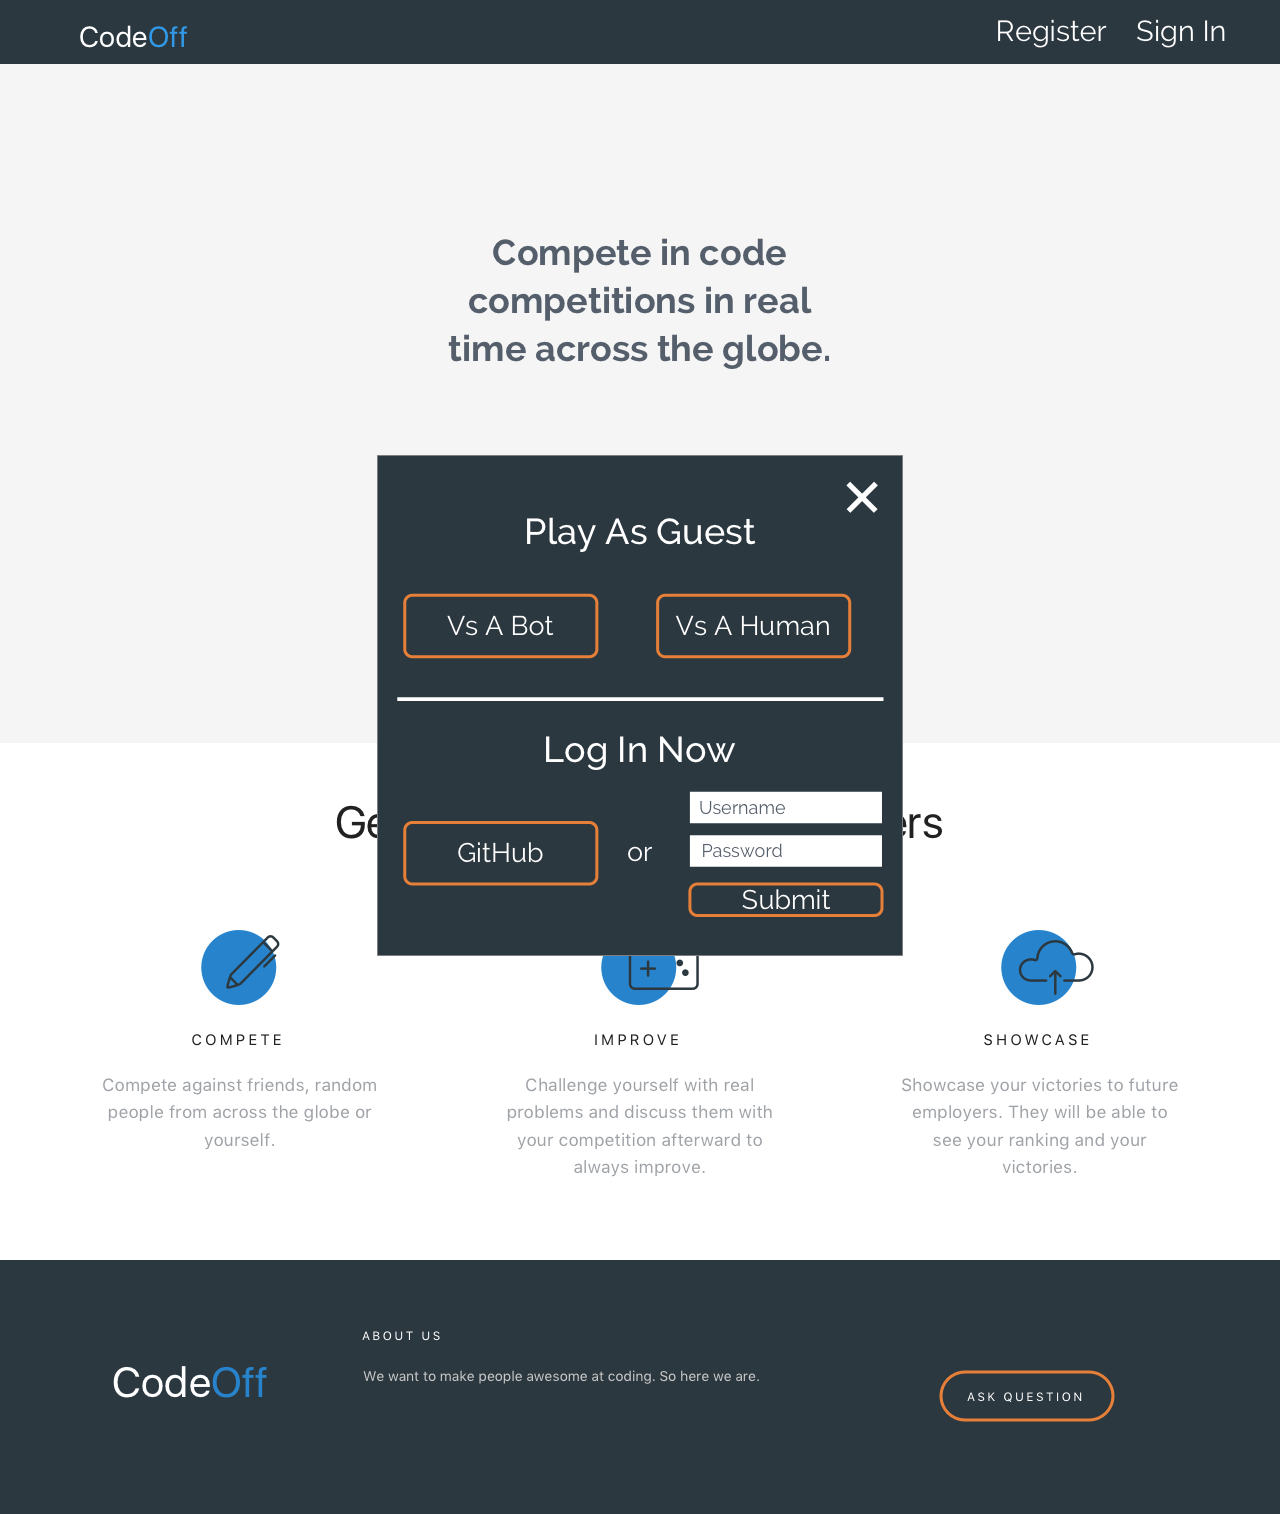 CodeOff
Register Sign In
Compete in code
competitions in real
time across the globe.
Play As Guest
Vs A Bot
Vs A Human
Log In Now
GitHub
or
Username
Password
Submit
COMPETE
Compete against friends, random
people from across the globe or
yourself.
IMPROVE
Challenge yourself with real
problems and discuss them with
your competition afterward to
always improve.
SHOWCASE
Showcase your victories to future
employers. They will be able to
see your ranking and your
victories.
CodeOff
ABOUT US
We want to make people awesome at coding. So here we are.
ASK QUESTION